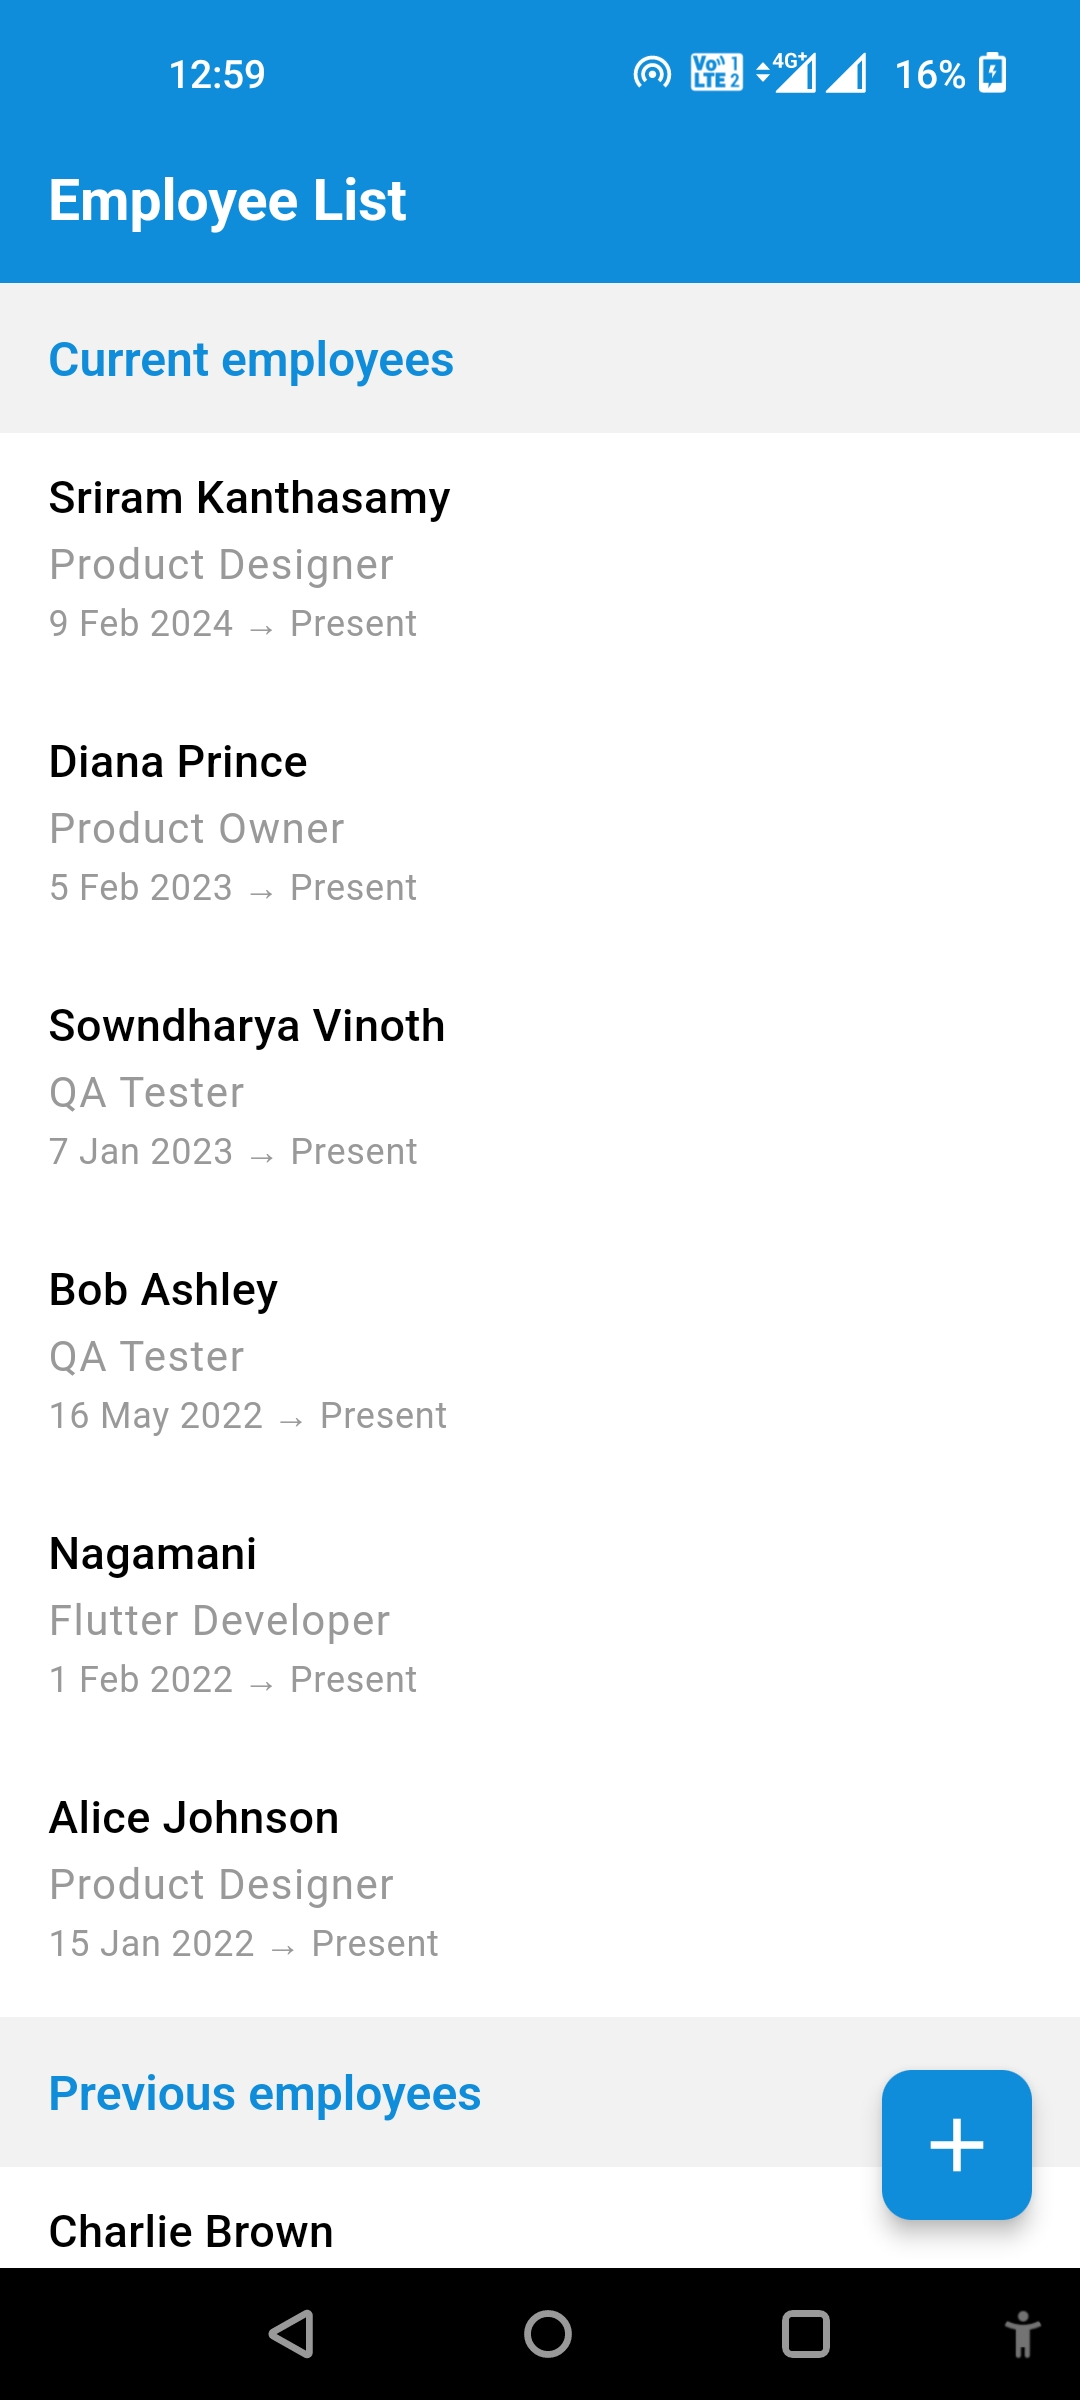 12:59
Vo)) 1
LTE 2
4G+
16%
Employee List
Current employees
Sriram Kanthasamy
Product Designer
9 Feb 2024 → Present
Diana Prince
Product Owner
5 Feb 2023 → Present
Sowndharya Vinoth
QA Tester
7 Jan 2023 → Present
Bob Ashley
QA Tester
16 May 2022 → Present
Nagamani
Flutter Developer
1 Feb 2022 → Present
Alice Johnson
Product Designer
15 Jan 2022 → Present
Previous employees
Charlie Brown